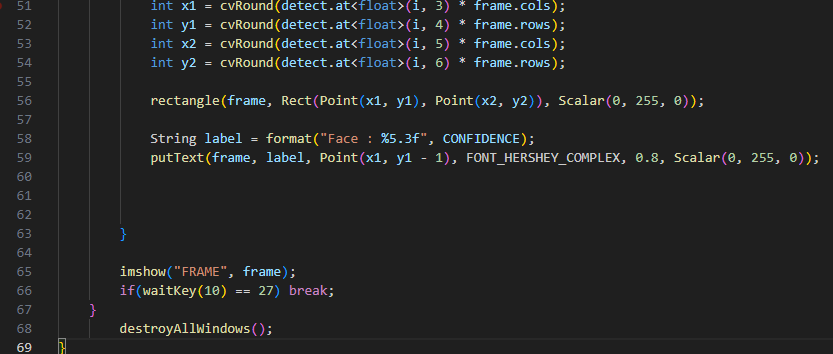 51 int x1 = cvRound(detect.at<float>(i, 3) * frame.cols);
52 int y1 = cvRound(detect.at<float>(i, 4) * frame.rows);
53 int x2 = cvRound(detect.at<float>(i, 5) * frame.cols);
54 int y2 = cvRound(detect.at<float>(i, 6) * frame.rows);
55
56 rectangle(frame, Rect(Point(x1, y1), Point(x2, y2)), Scalar(0, 255, 0));
57
58 String label = format("Face : %5.3f", CONFIDENCE);
59 putText(frame, label, Point(x1, y1 - 1), FONT_HERSHEY_COMPLEX, 0.8, Scalar(0, 255, 0));
60
61
62
63 }
64
65 imshow("FRAME", frame);
66 if(waitKey(10) == 27) break;
67 }
68 destroyAllWindows();
69 }